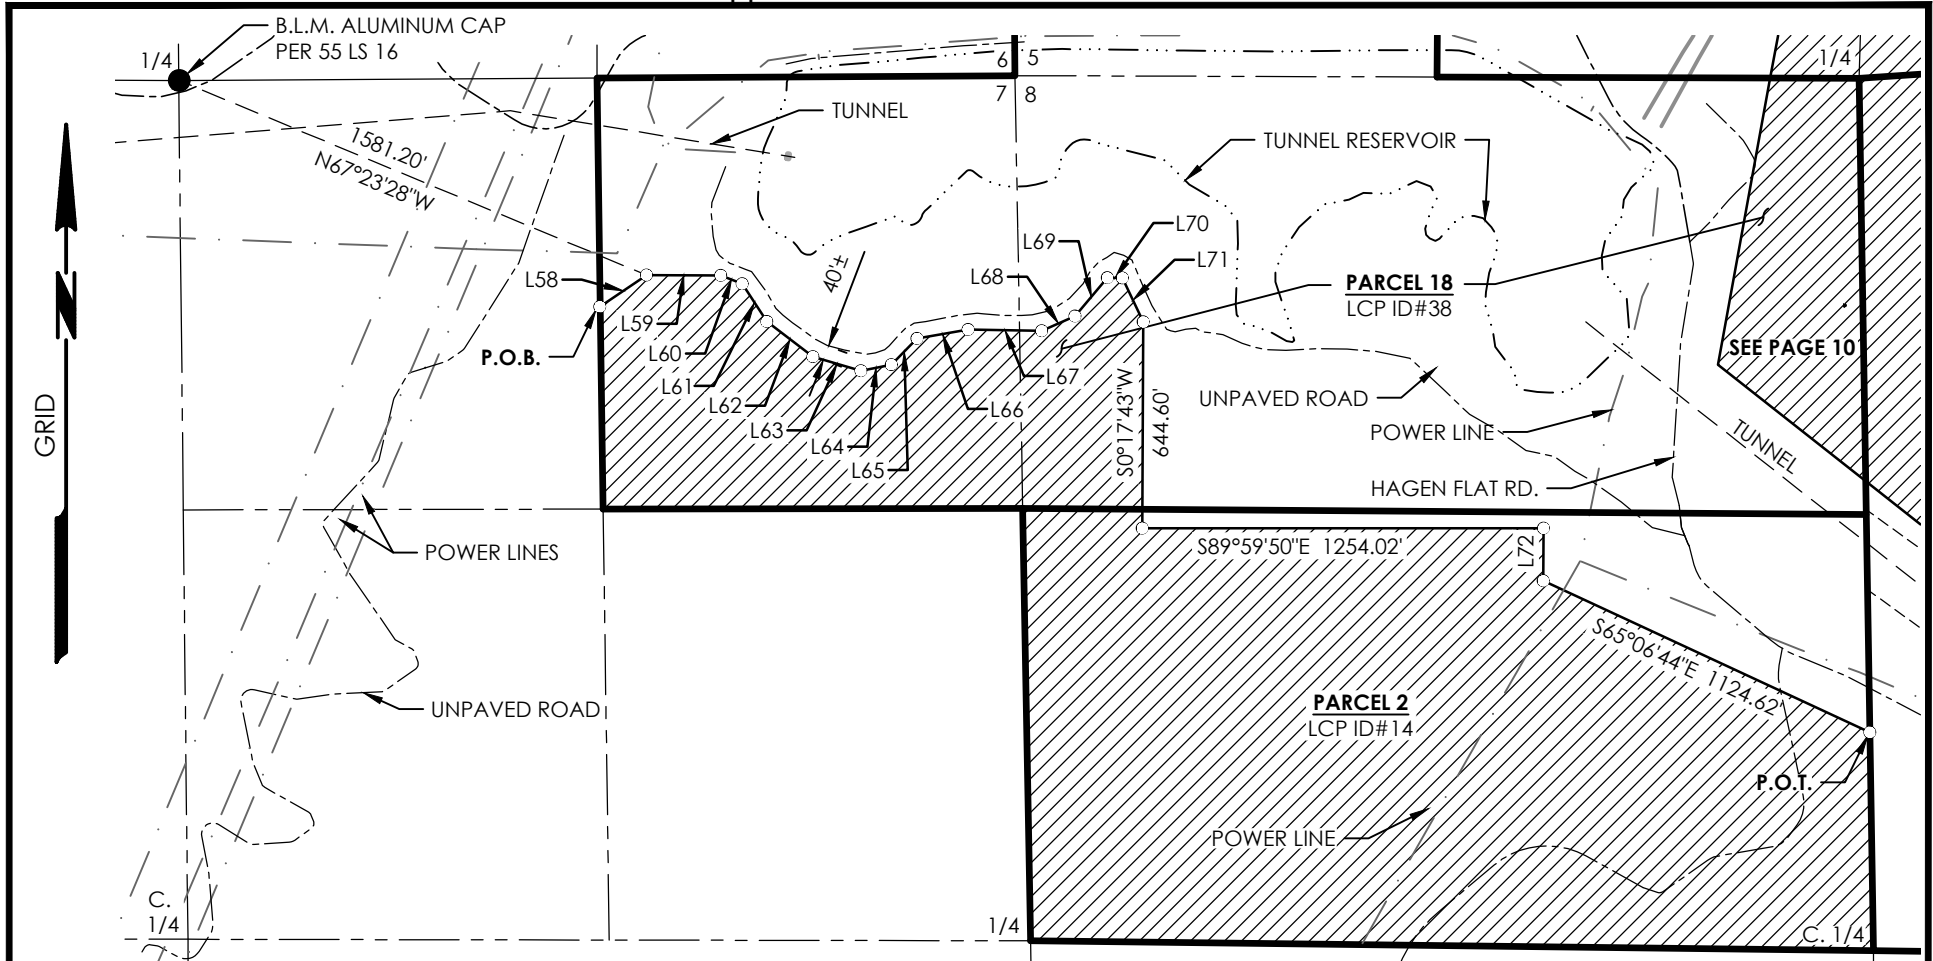 B.L.M. ALUMINUM CAP
PER 55 LS 16
1/4
6 5
7 8
1/4
TUNNEL
TUNNEL RESERVOIR
1581.20'
N67°23'28"W
GRID
N
40'±
L58
L59
L60
L61
L62
L63
L64
L65
L66
L67
L68
L69
L70
L71
P.O.B.
PARCEL 18
LCP ID#38
SEE PAGE 10
S0°17'43"W
644.60'
UNPAVED ROAD
POWER LINE
TUNNEL
HAGEN FLAT RD.
POWER LINES
S89°59'50"E 1254.02'
L72
S65°06'44"E 1124.62'
UNPAVED ROAD
PARCEL 2
LCP ID#14
P.O.T.
POWER LINE
C.
1/4
1/4
C. 1/4